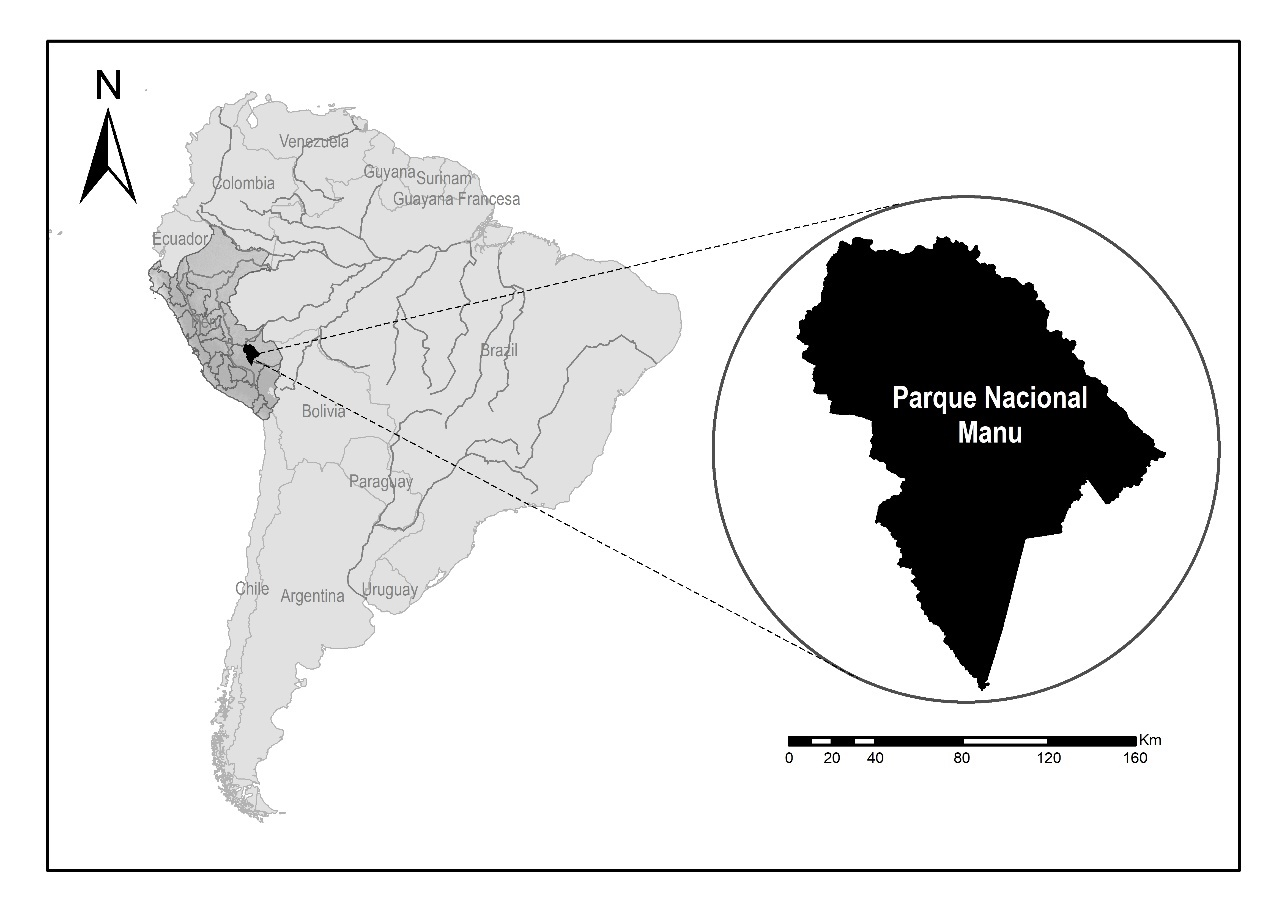 N
Venezuela
Guyana
Surinam
Colombia
Guayana Francesa
Ecuador
Perú
Brazil
Bolivia
Paraguay
Chile
Argentina
Uruguay
Parque Nacional
Manu
Km
0 20 40 80 120 160